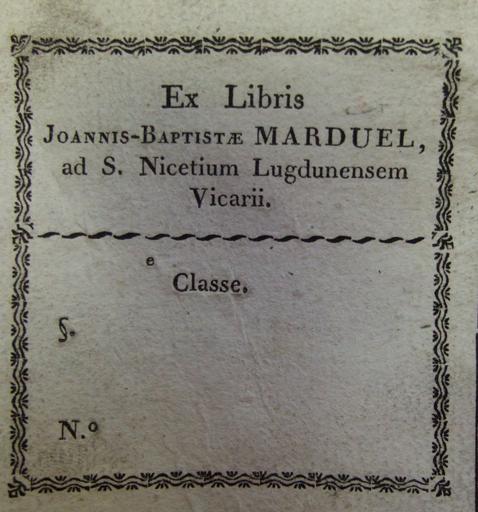 Ex Libris
JOANNIS-BAPTISTÆ MARDUEL,
ad S. Nicetium Lugdunensem
Vicarii.
e
Classe.
§.
N.º